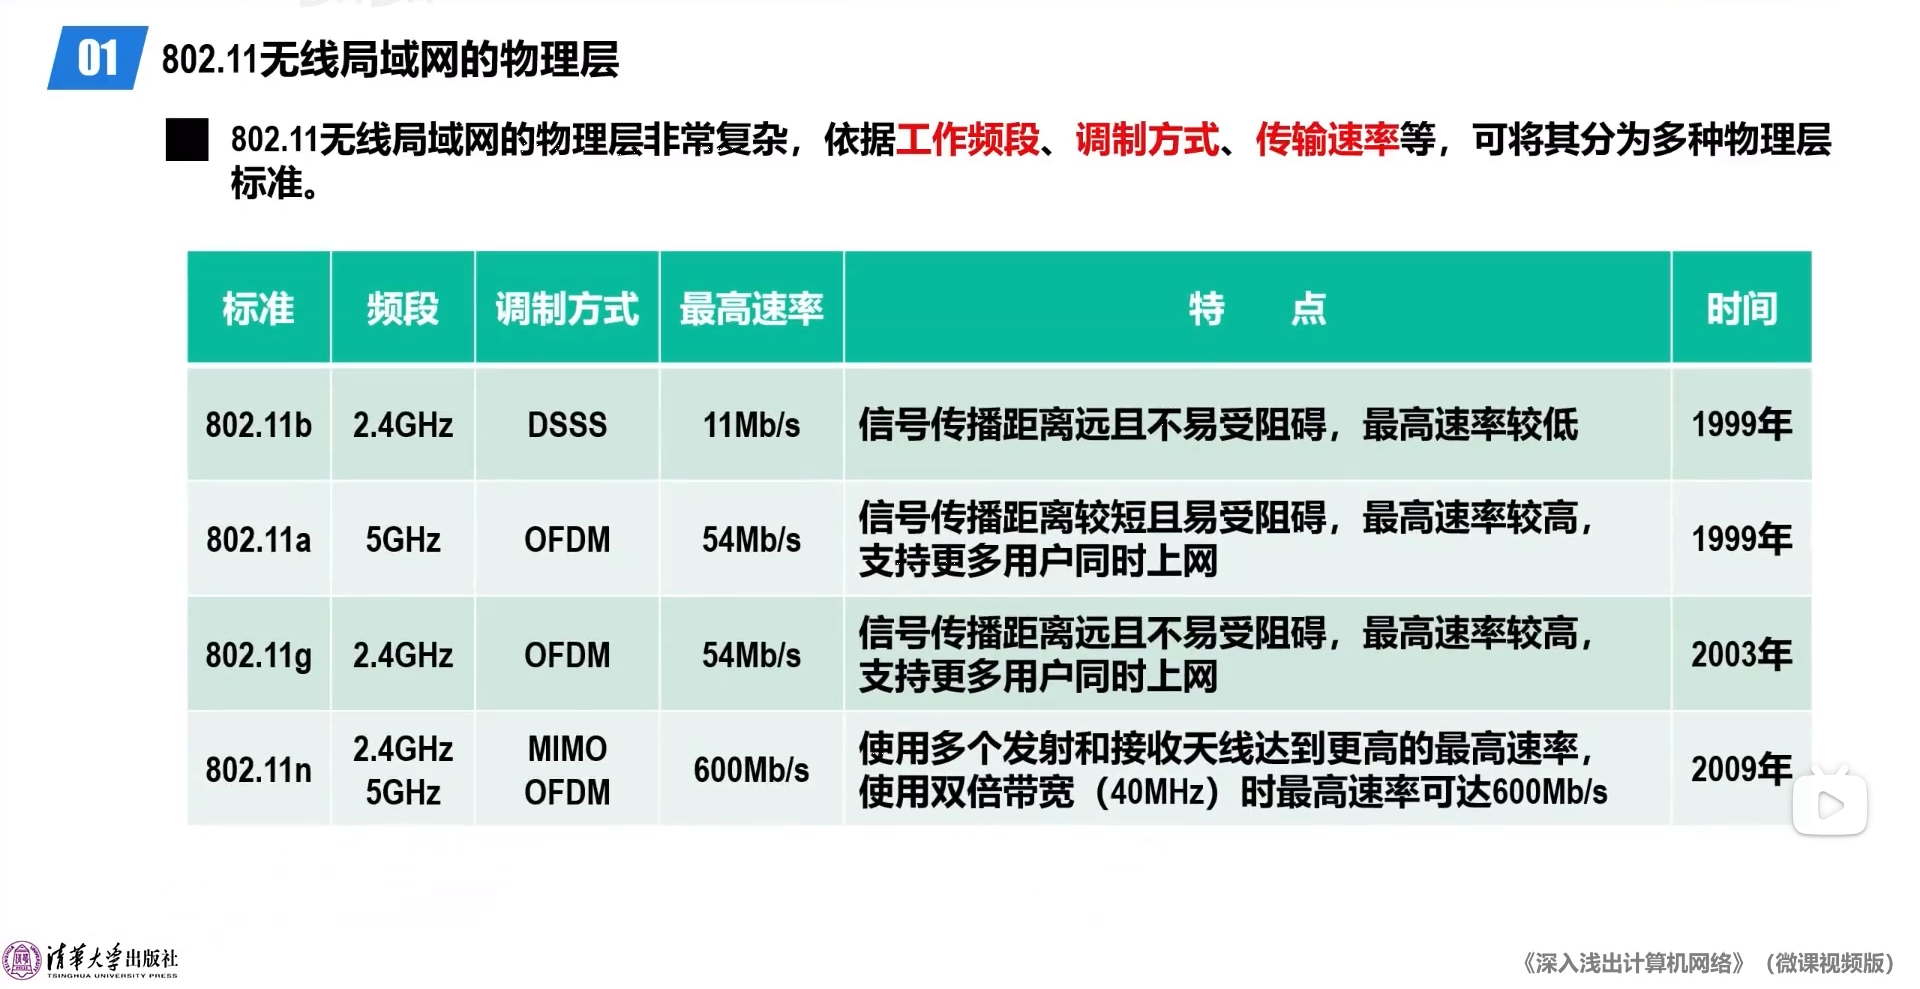 01 802.11无线局域网的物理层
802.11无线局域网的物理层非常复杂，依据工作频段、调制方式、传输速率等，可将其分为多种物理层
标准。
标准 频段 调制方式 最高速率 特 点 时间
802.11b 2.4GHz DSSS 11Mb/s 信号传播距离远且不易受阻碍，最高速率较低 1999年
802.11a 5GHz OFDM 54Mb/s 信号传播距离较短且易受阻碍，最高速率较高，
支持更多用户同时上网 1999年
802.11g 2.4GHz OFDM 54Mb/s 信号传播距离远且不易受阻碍，最高速率较高，
支持更多用户同时上网 2003年
802.11n 2.4GHz
5GHz MIMO
OFDM 600Mb/s 使用多个发射和接收天线达到更高的最高速率，
使用双倍带宽（40MHz）时最高速率可达600Mb/s 2009年
清华大学出版社
TSINGHUA UNIVERSITY PRESS
《深入浅出计算机网络》（微课视频版）